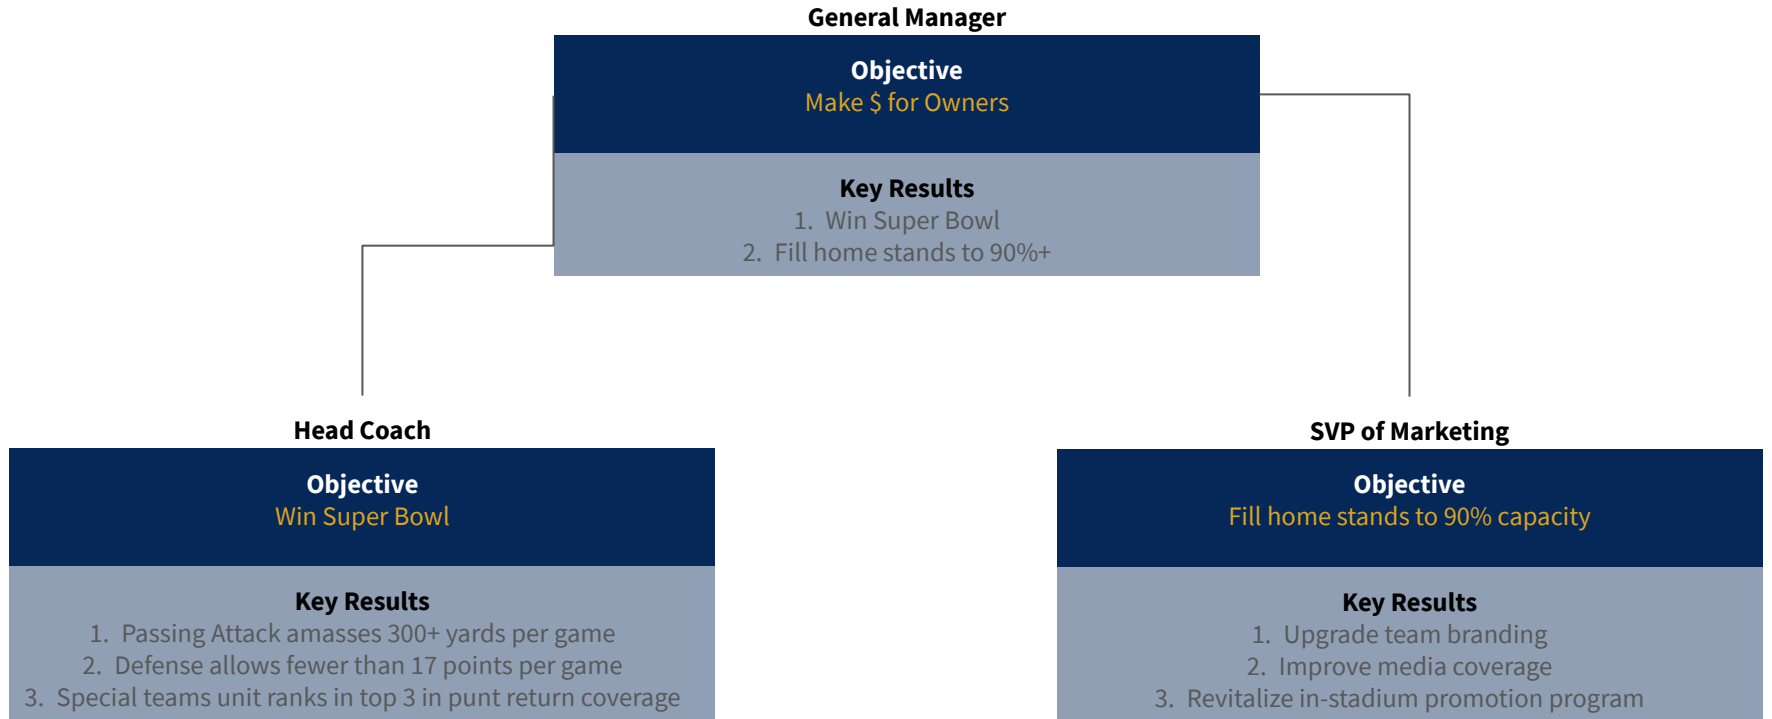 General Manager
Objective
Make $ for Owners
Key Results
1. Win Super Bowl
2. Fill home stands to 90%+
Head Coach
Objective
Win Super Bowl
Key Results
1. Passing Attack amasses 300+ yards per game
2. Defense allows fewer than 17 points per game
3. Special teams unit ranks in top 3 in punt return coverage
SVP of Marketing
Objective
Fill home stands to 90% capacity
Key Results
1. Upgrade team branding
2. Improve media coverage
3. Revitalize in-stadium promotion program